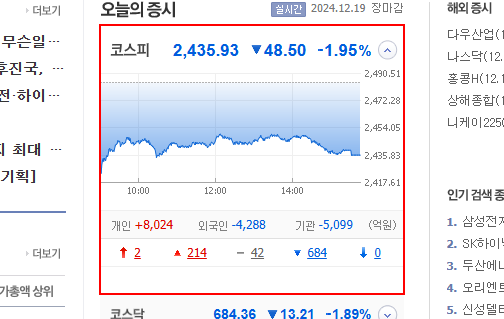 더보기
무슨일…
후진국, …
전·하이…
최대 …
기획]
더보기
가총액 상위
오늘의 증시
실시간 2024.12.19 장마감
코스피 2,435.93 ▼48.50 -1.95%
2,490.51
2,472.28
2,454.05
2,435.83
2,417.61
10:00 12:00 14:00
개인 +8,024 외국인 -4,288 기관 -5,099 (억원)
↑ 2 ▲ 214 − 42 ▼ 684 ↓ 0
코스닥 684.36 ▼13.21 -1.89%
해외 증시
다우산업(1
나스닥(12.1
홍콩H(12.1
상해종합(1
니케이225(
인기 검색 종
1. 삼성전자
2. SK하이닉
3. 두산에너
4. 오리엔트
5. 신성델타